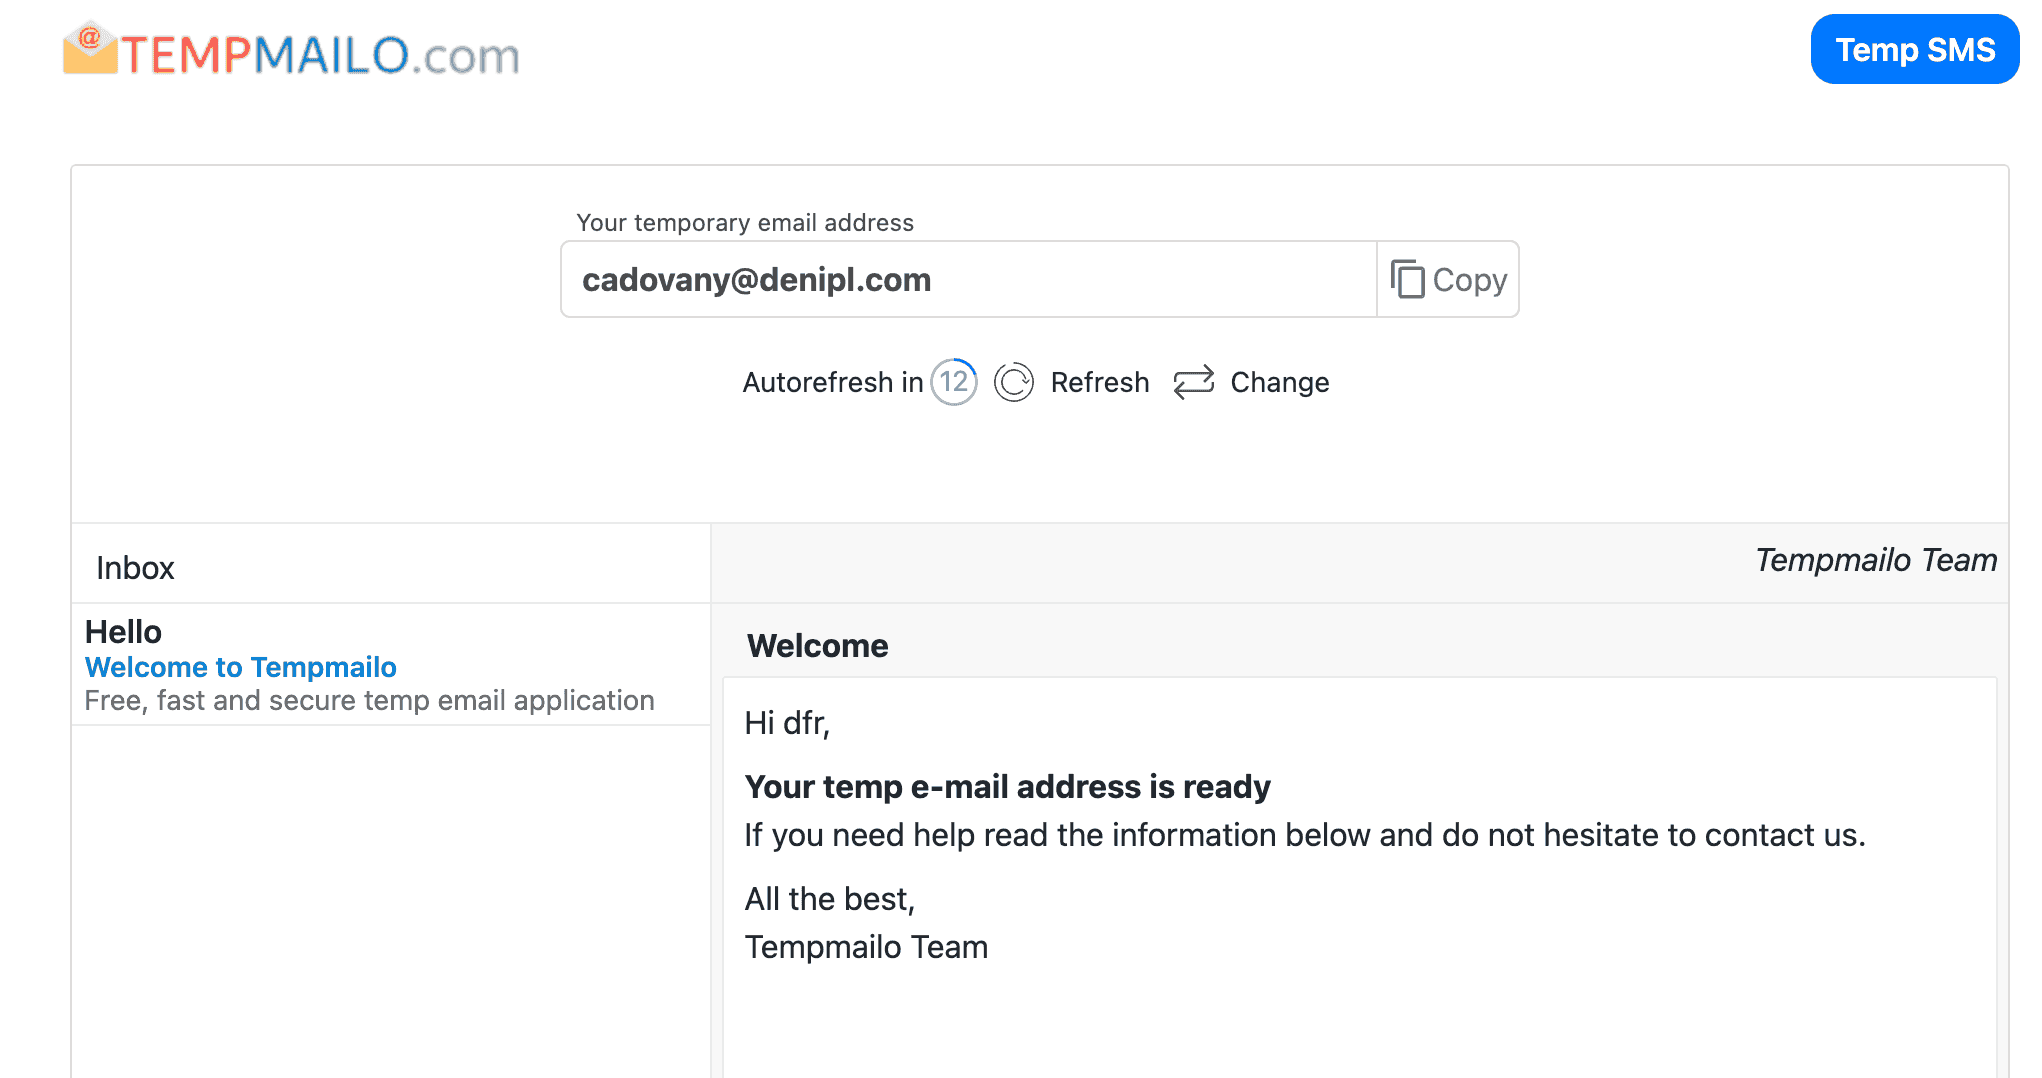 TEMPMAILO.com
Temp SMS
Your temporary email address
cadovany@denipl.com
Copy
Autorefresh in 12 Refresh Change
Inbox
Tempmailo Team
Hello
Welcome to Tempmailo
Free, fast and secure temp email application
Welcome
Hi dfr,
Your temp e-mail address is ready
If you need help read the information below and do not hesitate to contact us.
All the best,
Tempmailo Team